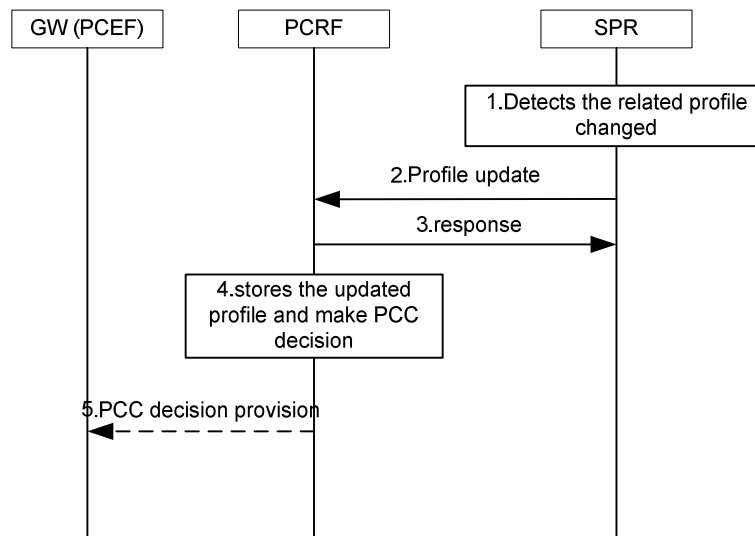 GW (PCEF)
PCRF
SPR
1.Detects the related profile
changed
2.Profile update
3.response
4.stores the updated
profile and make PCC
decision
5.PCC decision provision